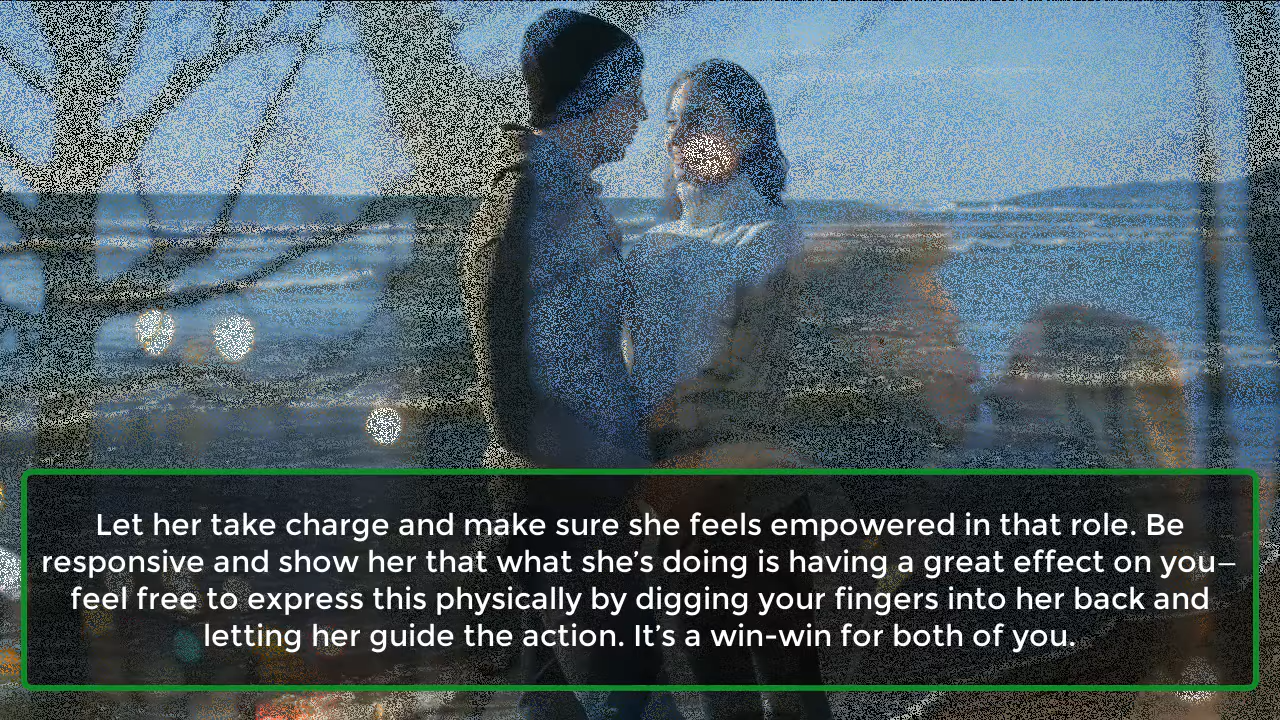 Let her take charge and make sure she feels empowered in that role. Be
responsive and show her that what she’s doing is having a great effect on you—
feel free to express this physically by digging your fingers into her back and
letting her guide the action. It’s a win-win for both of you.